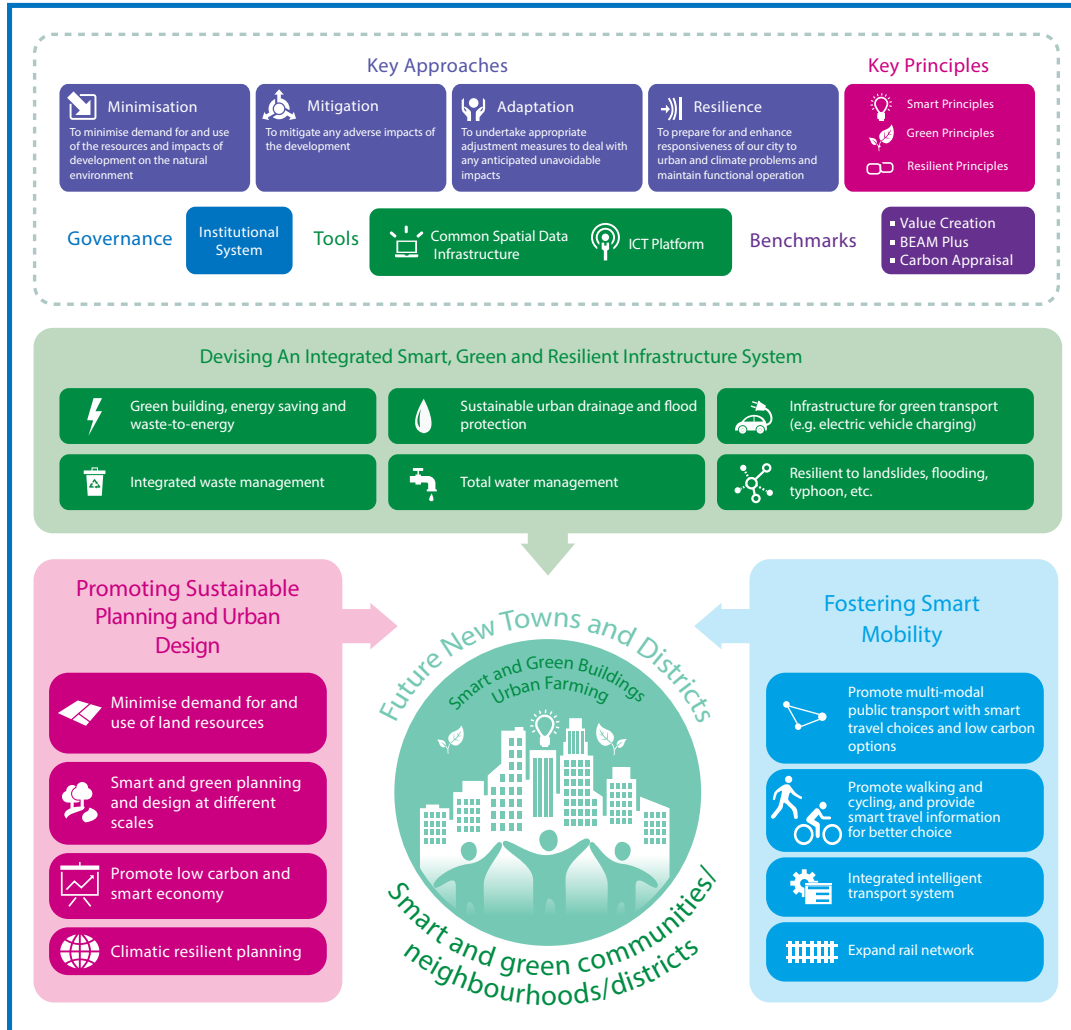 Key Approaches
Key Principles
Minimisation
To minimise demand for and use
of the resources and impacts of
development on the natural
environment
Mitigation
To mitigate any adverse impacts of
the development
Adaptation
To undertake appropriate
adjustment measures to deal with
any anticipated unavoidable
impacts
Resilience
To prepare for and enhance
responsiveness of our city to
urban and climate problems and
maintain functional operation
Smart Principles
Green Principles
Resilient Principles
Governance
Institutional
System
Tools
Common Spatial Data
Infrastructure
ICT Platform
Benchmarks
▪ Value Creation
▪ BEAM Plus
▪ Carbon Appraisal
Devising An Integrated Smart, Green and Resilient Infrastructure System
Green building, energy saving and
waste-to-energy
Sustainable urban drainage and flood
protection
Infrastructure for green transport
(e.g. electric vehicle charging)
Integrated waste management
Total water management
Resilient to landslides, flooding,
typhoon, etc.
Promoting Sustainable
Planning and Urban
Design
Minimise demand for and
use of land resources
Smart and green planning
and design at different
scales
Promote low carbon and
smart economy
Climatic resilient planning
Future New Towns and Districts
Smart and Green Buildings
Urban Farming
Smart and green communities/
neighbourhoods/districts
Fostering Smart
Mobility
Promote multi-modal
public transport with smart
travel choices and low carbon
options
Promote walking and
cycling, and provide
smart travel information
for better choice
Integrated intelligent
transport system
Expand rail network